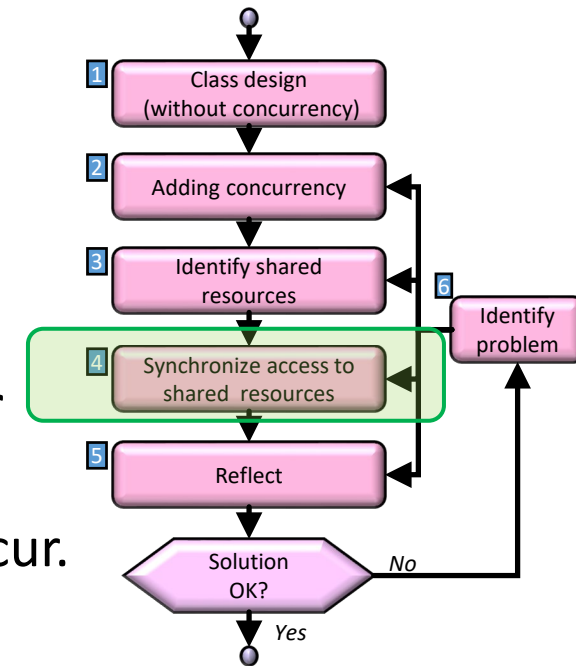 1
Class design
(without concurrency)
2
Adding concurrency
3
Identify shared
resources
6
Identify
problem
4
Synchronize access to
shared resources
5
Reflect
cur.
Solution
OK?
No
Yes